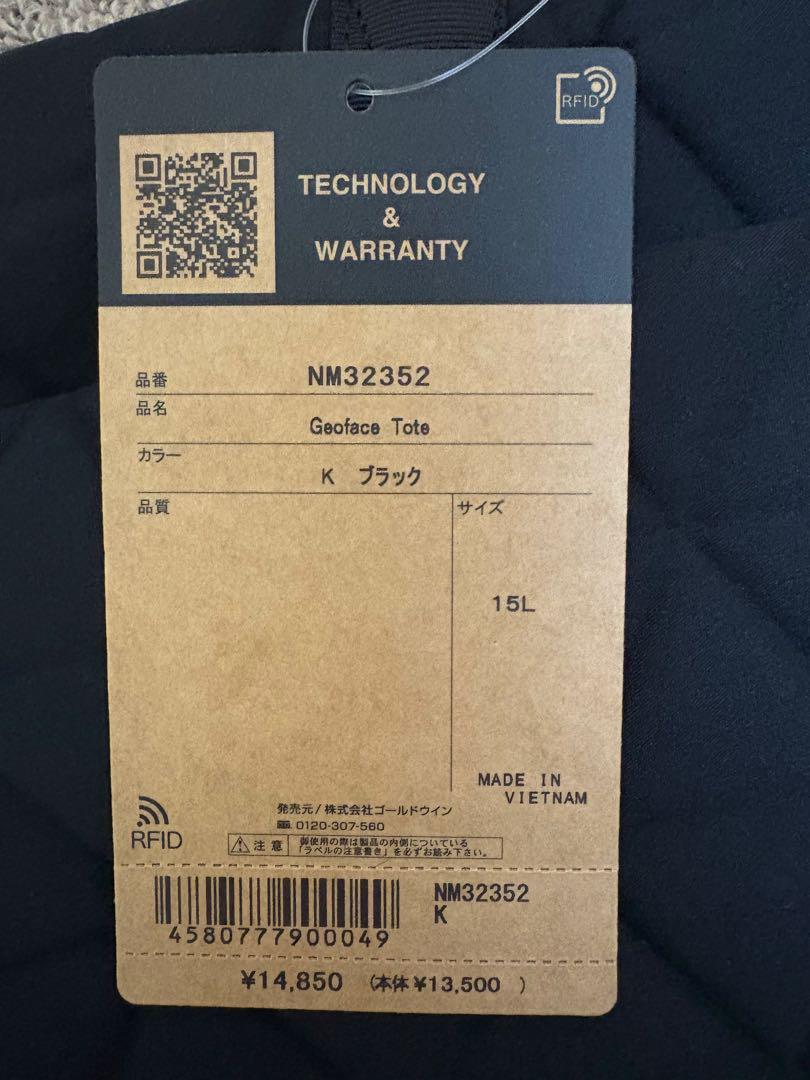 RFID
TECHNOLOGY
&
WARRANTY
品番 NM32352
品名
Geoface Tote
カラー
K ブラック
品質
サイズ
15L
MADE IN
VIETNAM
RFID
発売元/株式会社ゴールドウイン
0120-307-560
注意 御使用の際は製品の内側についている
「ラベルの注意書き」を必ずお読み下さい。
4580777900049
NM32352
K
¥14,850 (本体¥13,500 )